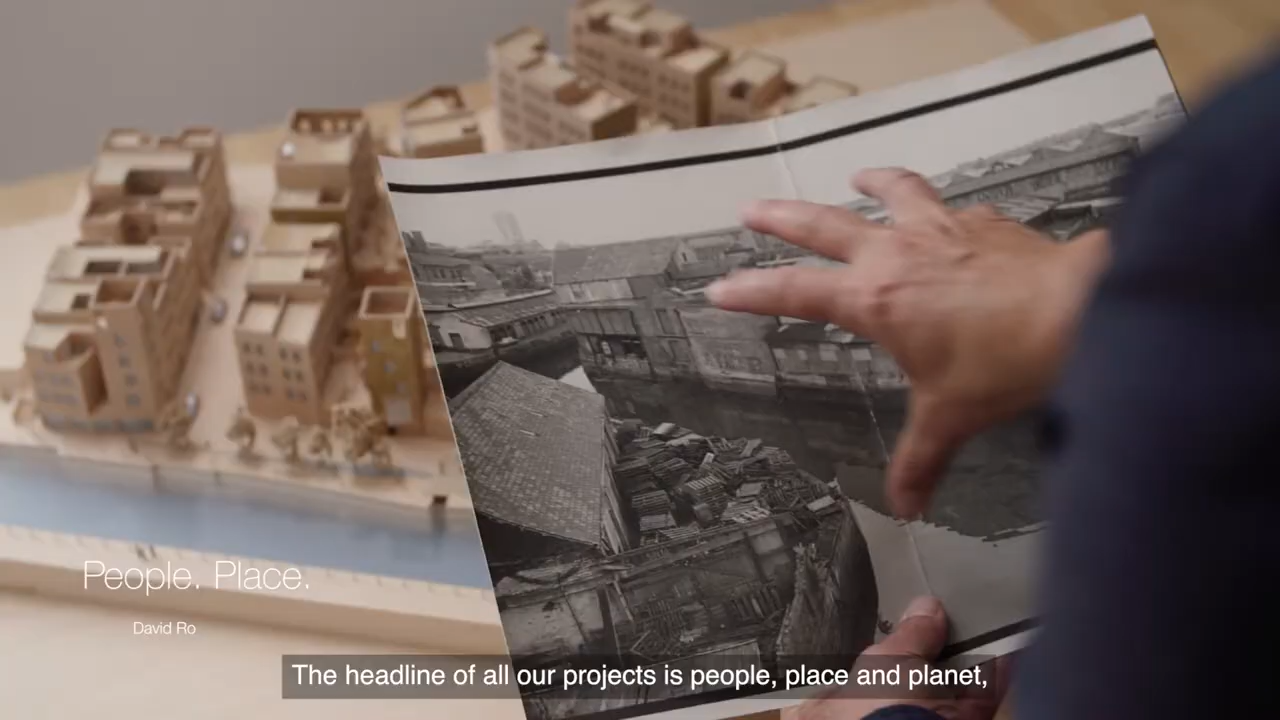 People. Place.
David Ro
The headline of all our projects is people, place and planet,